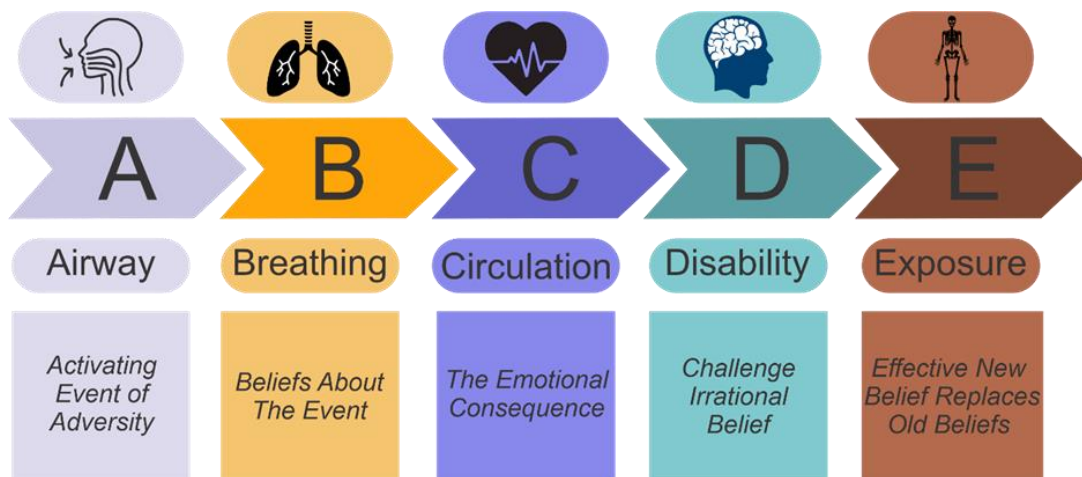 A
B
C
D
E
Airway
Breathing
Circulation
Disability
Exposure
Activating
Event of
Adversity
Beliefs About
The Event
The Emotional
Consequence
Challenge
Irrational
Belief
Effective New
Belief Replaces
Old Beliefs